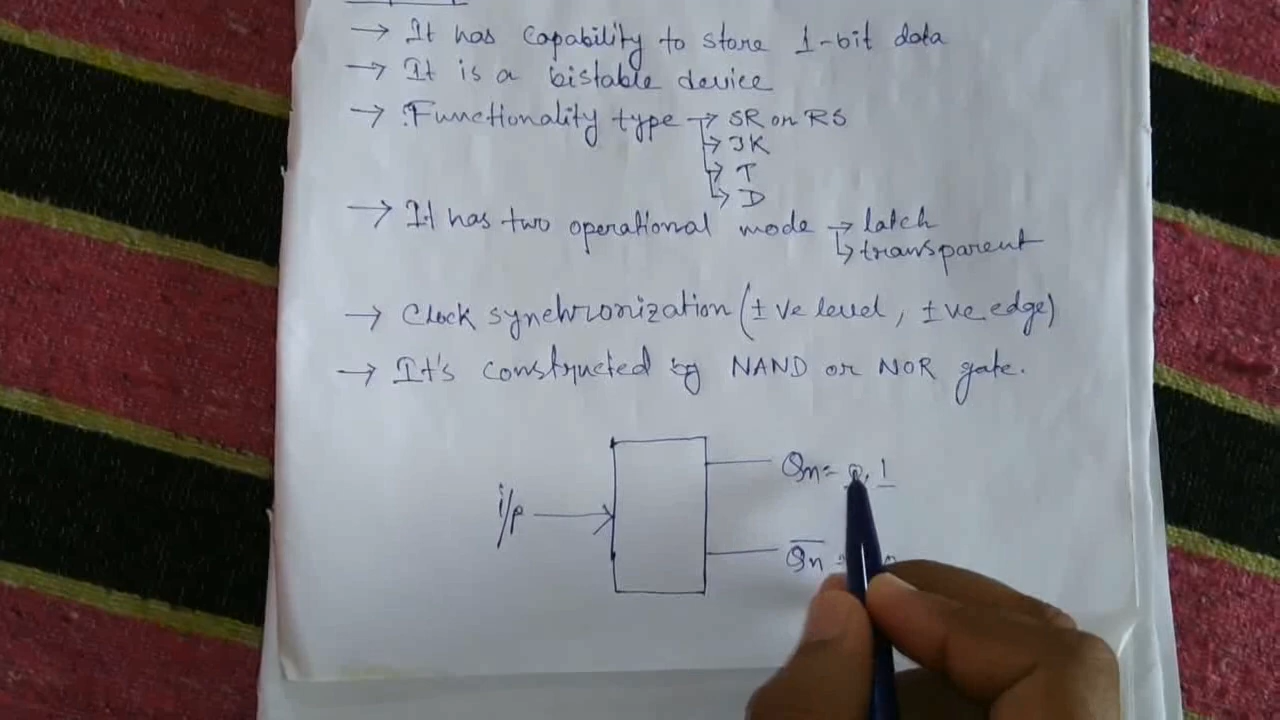 → It has capability to store 1-bit data
→ It is a bistable device
→ Functionality type → SR or RS
→ JK
→ T
→ D
→ It has two operational mode → latch
→ transparent
→ Clock synchronization (±ve level, ±ve edge)
→ It's constructed by NAND or NOR gate.
i/p
Qn = 0, 1
Q̅n̅ =